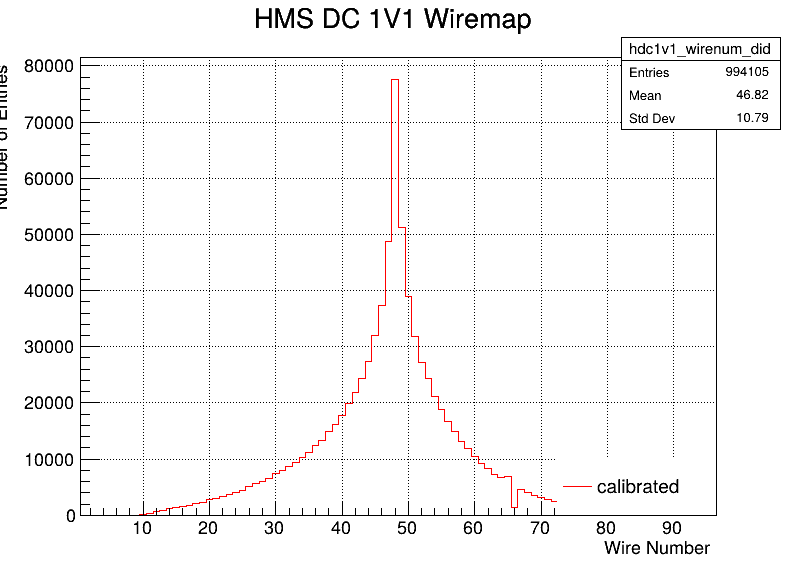 HMS DC 1V1 Wiremap
hdc1v1_wirenum_did
Entries 994105
Mean 46.82
Std Dev 10.79
Number of Entries
80000
70000
60000
50000
40000
30000
20000
10000
0
calibrated
10 20 30 40 50 60 70 80 90
Wire Number